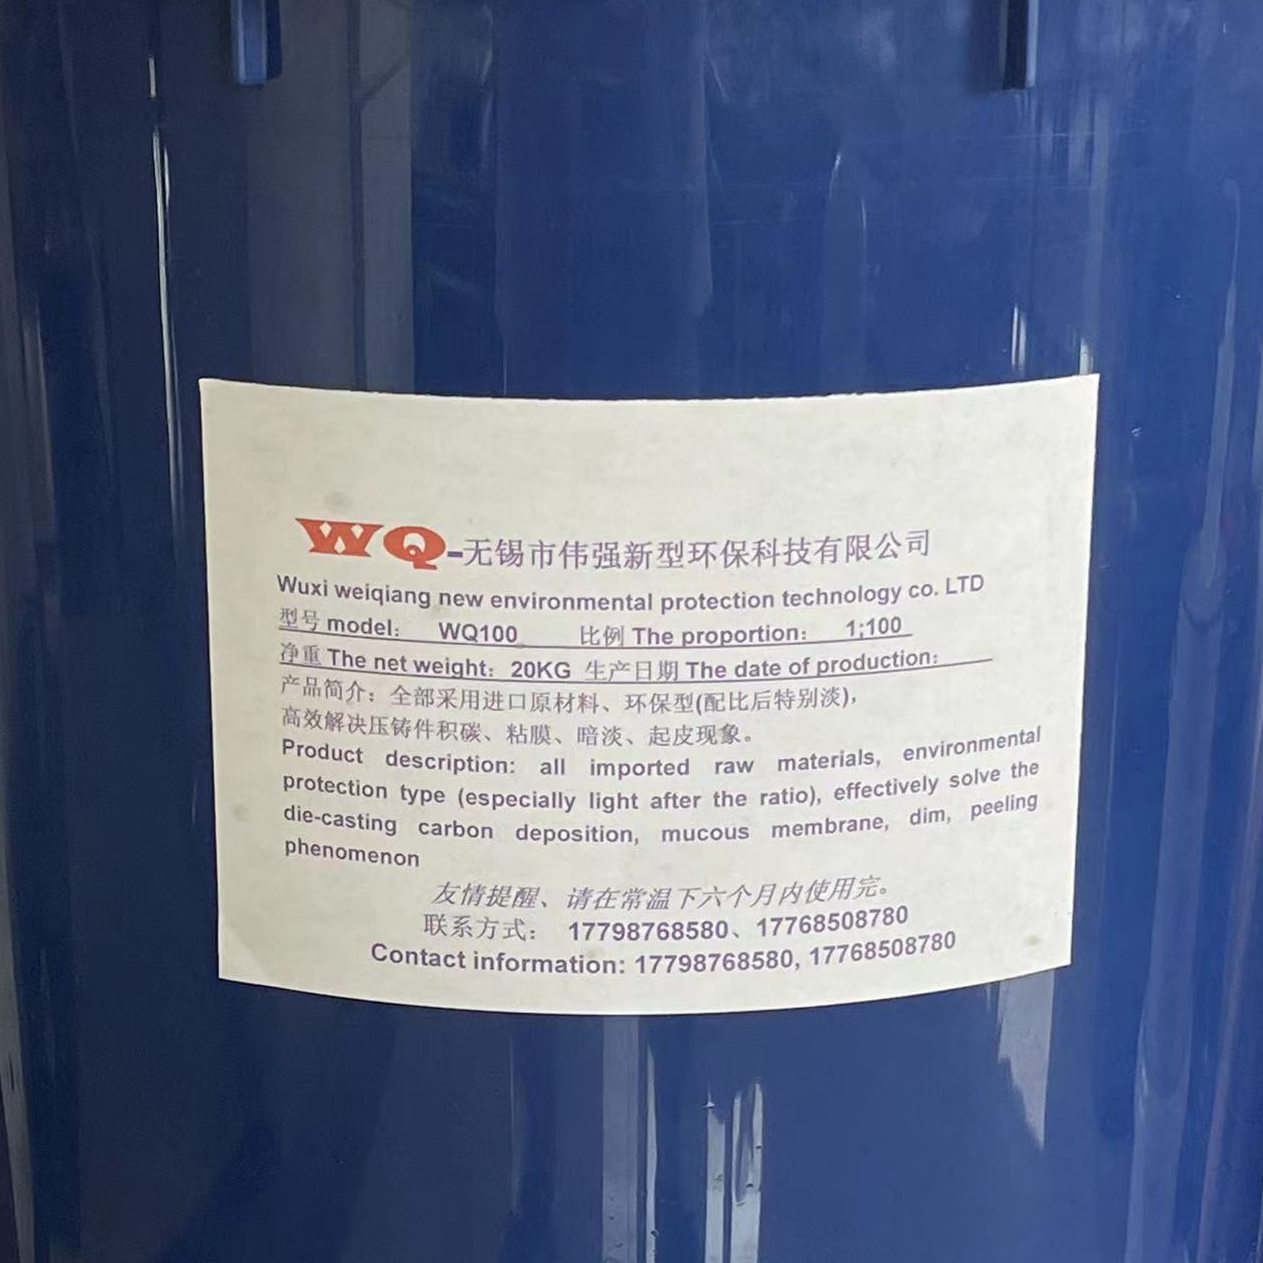 WQ-无锡市伟强新型环保科技有限公司
Wuxi weiqiang new environmental protection technology co. LTD
型号 model： WQ100 比例 The proportion： 1;100
净重 The net weight：20KG 生产日期 The date of production：
产品简介：全部采用进口原材料、环保型(配比后特别淡)，
高效解决压铸件积碳、粘膜、暗淡、起皮现象。
Product description: all imported raw materials, environmental
protection type (especially light after the ratio), effectively solve the
die-casting carbon deposition, mucous membrane, dim, peeling
phenomenon
友情提醒、请在常温下六个月内使用完。
联系方式： 17798768580、17768508780
Contact information: 17798768580, 17768508780